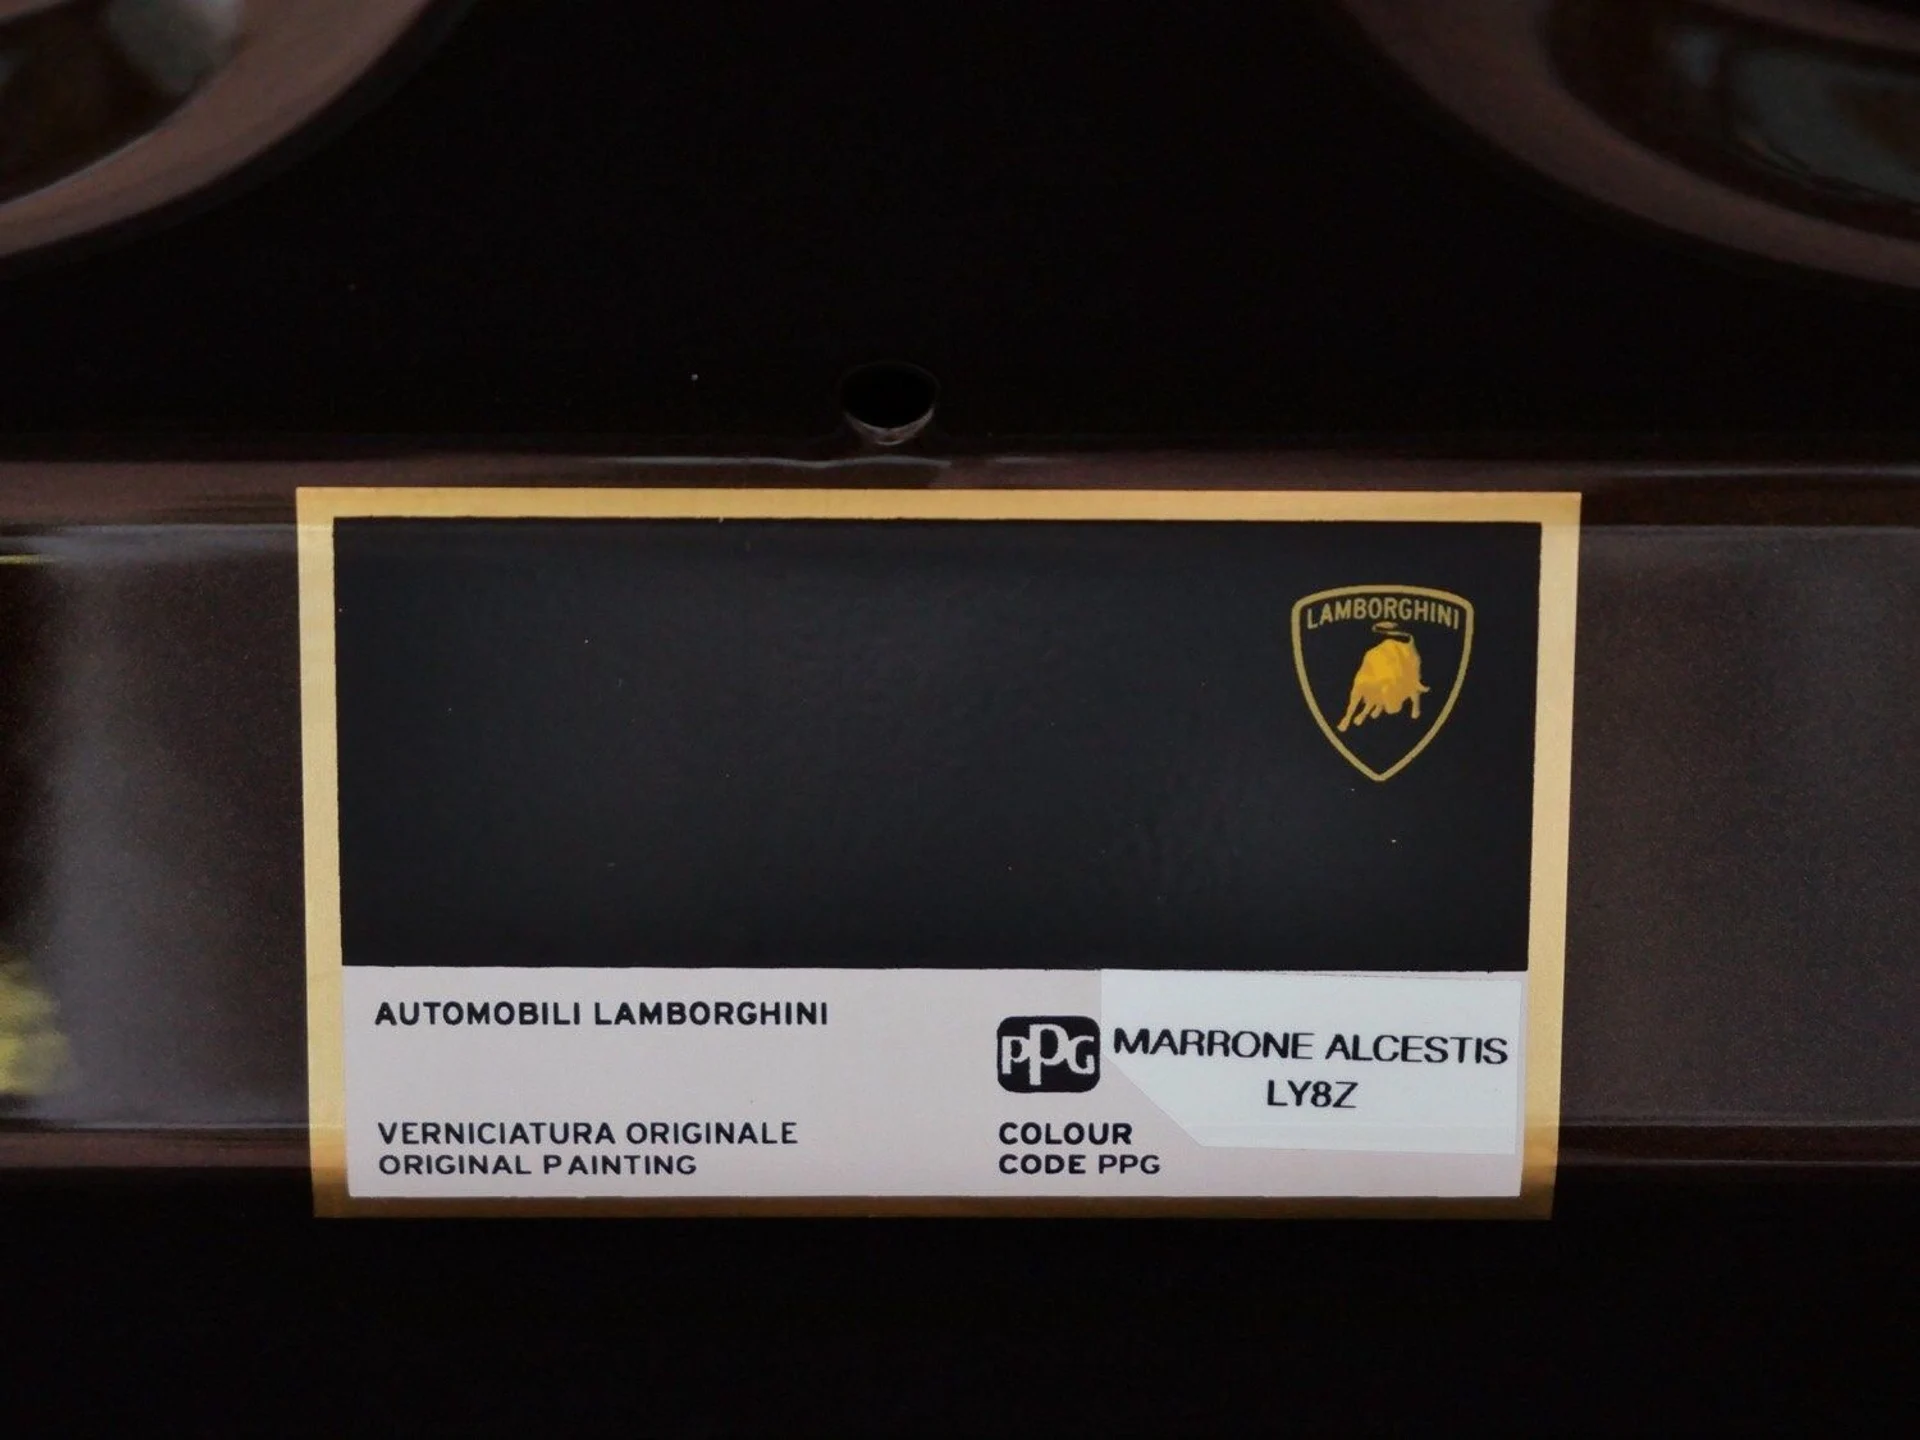 LAMBORGHINI
AUTOMOBILI LAMBORGHINI
VERNICIATURA ORIGINALE
ORIGINAL PAINTING
PPG
MARRONE ALCESTIS
LY8Z
COLOUR
CODE PPG